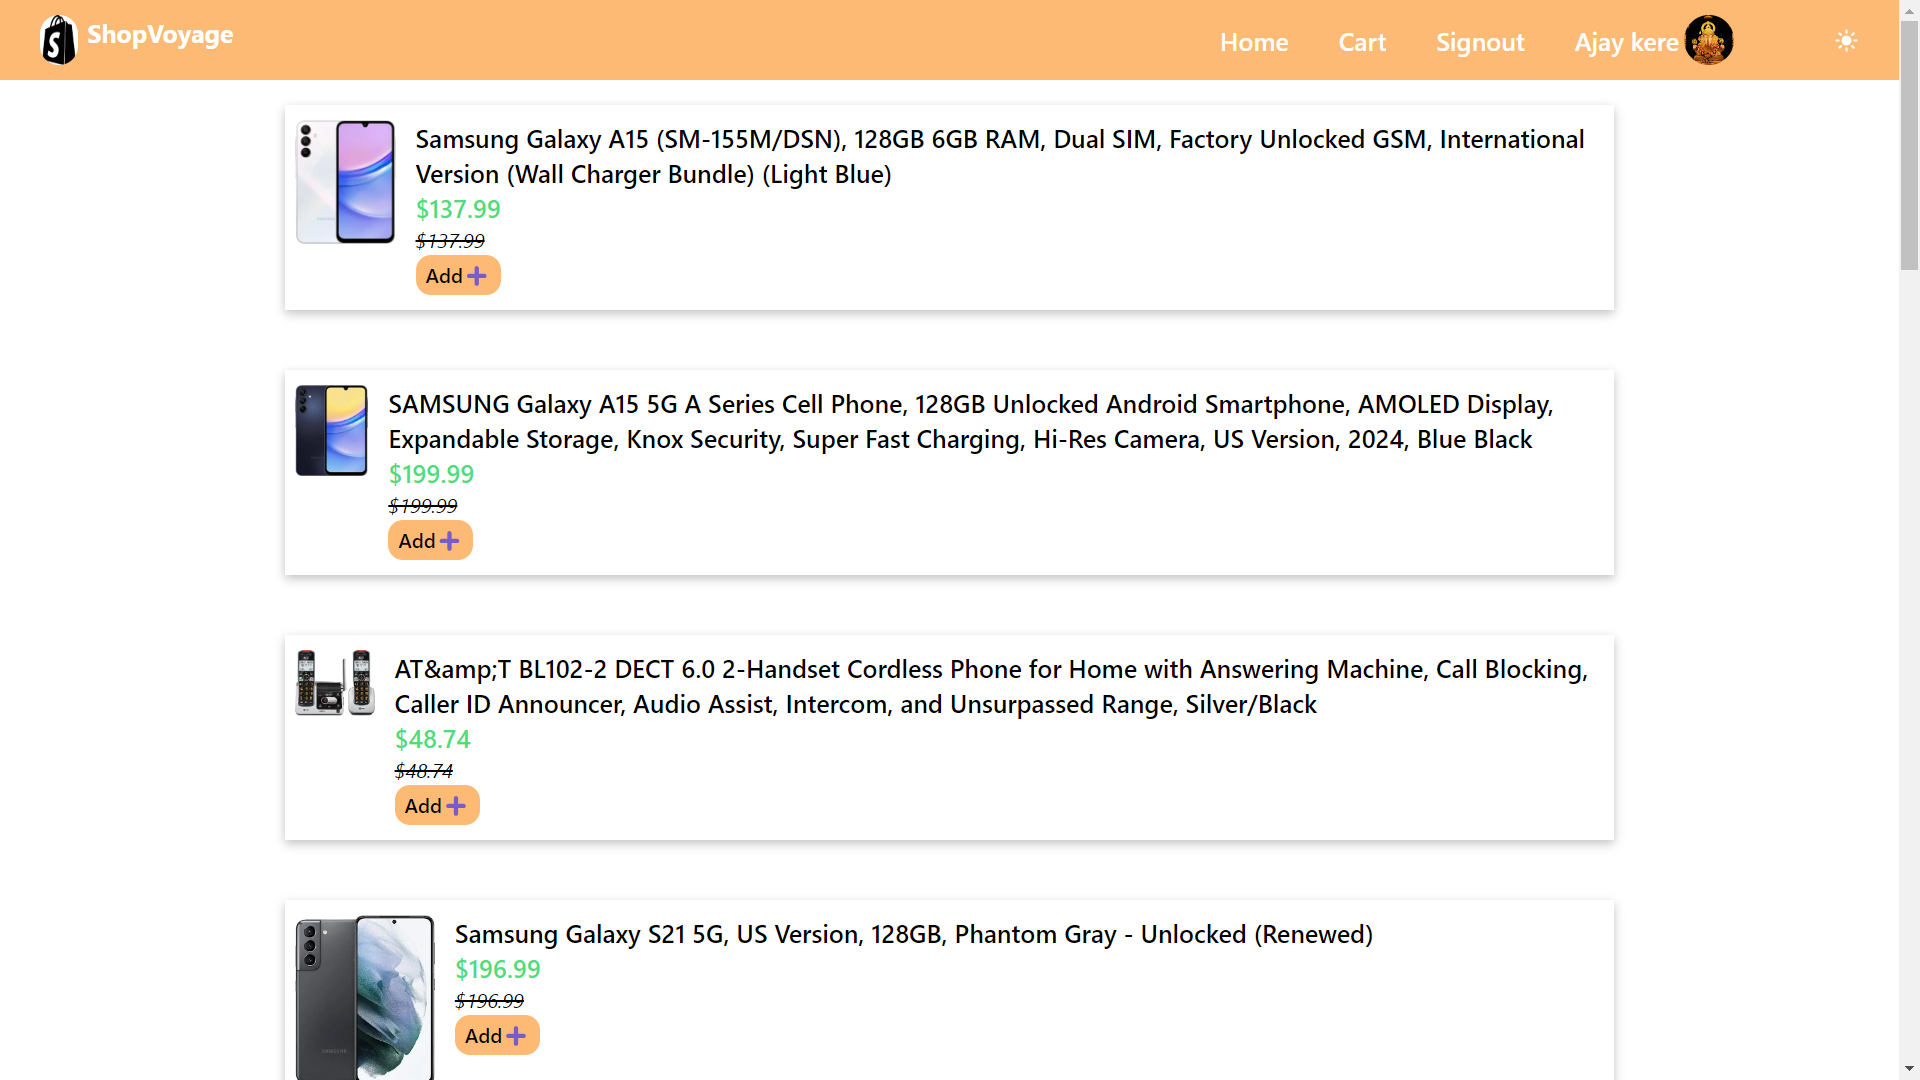 ShopVoyage
Home Cart Signout Ajay kere
Samsung Galaxy A15 (SM-155M/DSN), 128GB 6GB RAM, Dual SIM, Factory Unlocked GSM, International
Version (Wall Charger Bundle) (Light Blue)
$137.99
$137.99
Add
SAMSUNG Galaxy A15 5G A Series Cell Phone, 128GB Unlocked Android Smartphone, AMOLED Display,
Expandable Storage, Knox Security, Super Fast Charging, Hi-Res Camera, US Version, 2024, Blue Black
$199.99
$199.99
Add
AT&amp;T BL102-2 DECT 6.0 2-Handset Cordless Phone for Home with Answering Machine, Call Blocking,
Caller ID Announcer, Audio Assist, Intercom, and Unsurpassed Range, Silver/Black
$48.74
$48.74
Add
Samsung Galaxy S21 5G, US Version, 128GB, Phantom Gray - Unlocked (Renewed)
$196.99
$196.99
Add